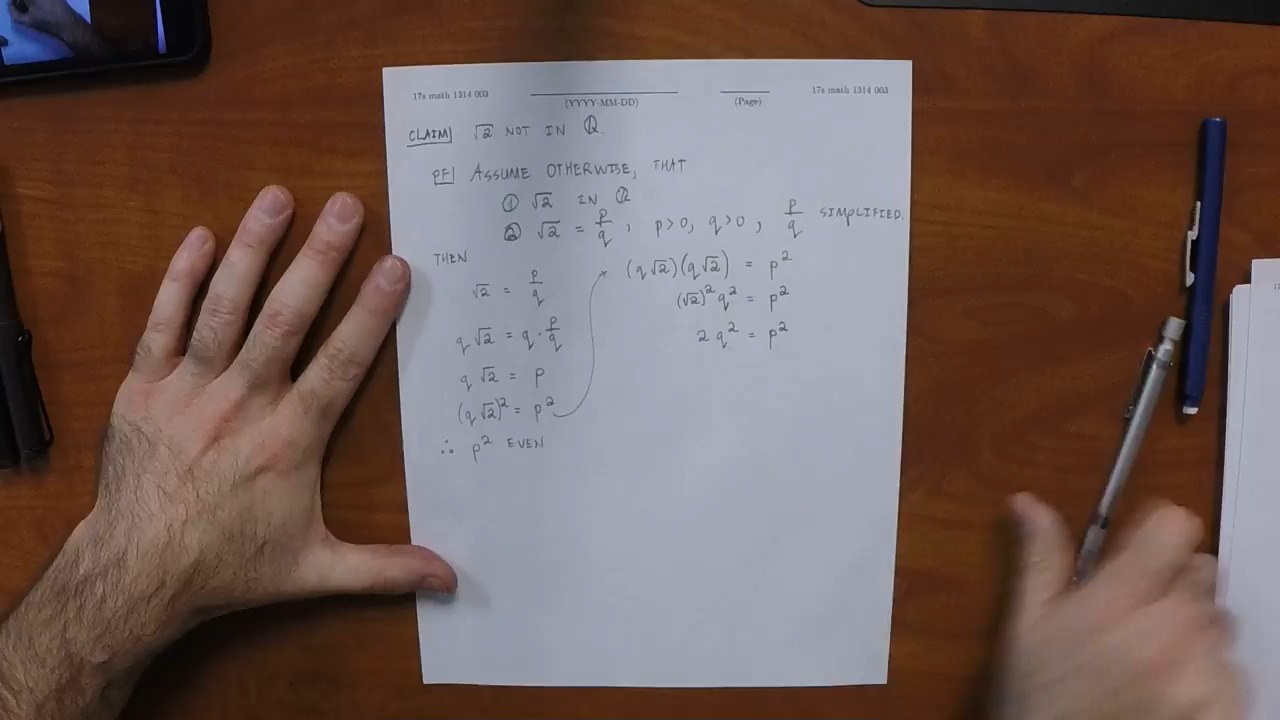 17s math 1314 003 (YYYY-MM-DD) (Page) 17s math 1314 003
CLAIM √2 NOT IN ℚ.
PF ASSUME OTHERWISE, THAT
① √2 IN ℚ
② √2 = p/q, p>0, q>0, p/q SIMPLIFIED.
THEN
√2 = p/q
q√2 = q · p/q
q√2 = p
(q√2)² = p²
(q√2)(q√2) = p²
(√2)² q² = p²
2q² = p²
∴ p² EVEN